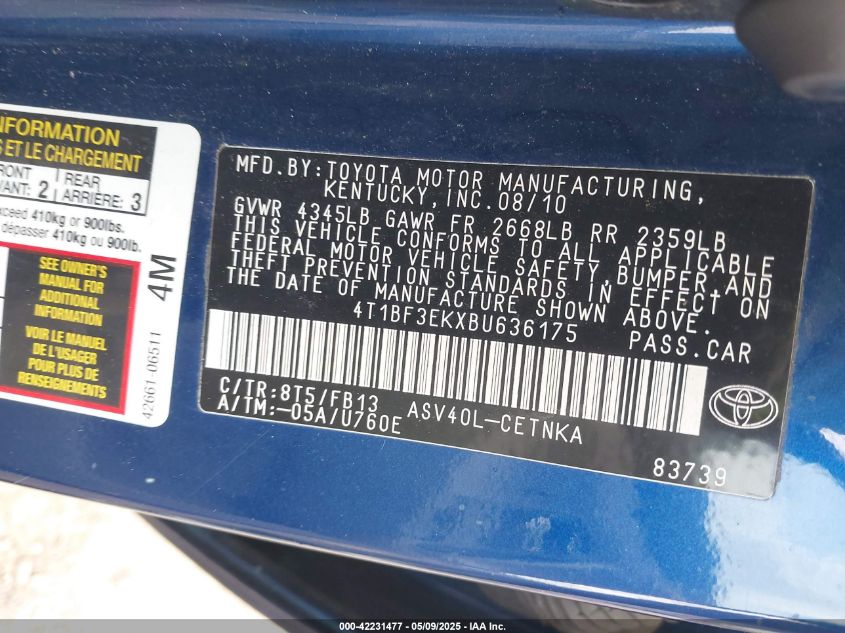 NFORMATION
S ET LE CHARGEMENT
FRONT
VANT: 2
REAR
ARRIÈRE: 3
exceed 410kg or 900lbs.
dépasser 410kg ou 900lb.
SEE OWNER'S
MANUAL FOR
ADDITIONAL
INFORMATION
VOIR LE MANUEL
DE L'USAGER
POUR PLUS DE
RENSEIGNEMENTS
4M
42661-06511
MFD.BY:TOYOTA MOTOR MANUFACTURING,
KENTUCKY,INC.08/10
GVWR 4345LB GAWR FR 2668LB RR 2359LB
THIS VEHICLE CONFORMS TO ALL APPLICABLE
FEDERAL MOTOR VEHICLE SAFETY,BUMPER,AND
THEFT PREVENTION STANDARDS IN EFFECT ON
THE DATE OF MANUFACTURE SHOWN ABOVE.
4T1BF3EKXBU636175 PASS.CAR
C/TR:8T5/FB13
A/TM:-05A/U760E
ASV40L-CETNKA
83739
000-42231477 - 05/09/2025 - IAA Inc.